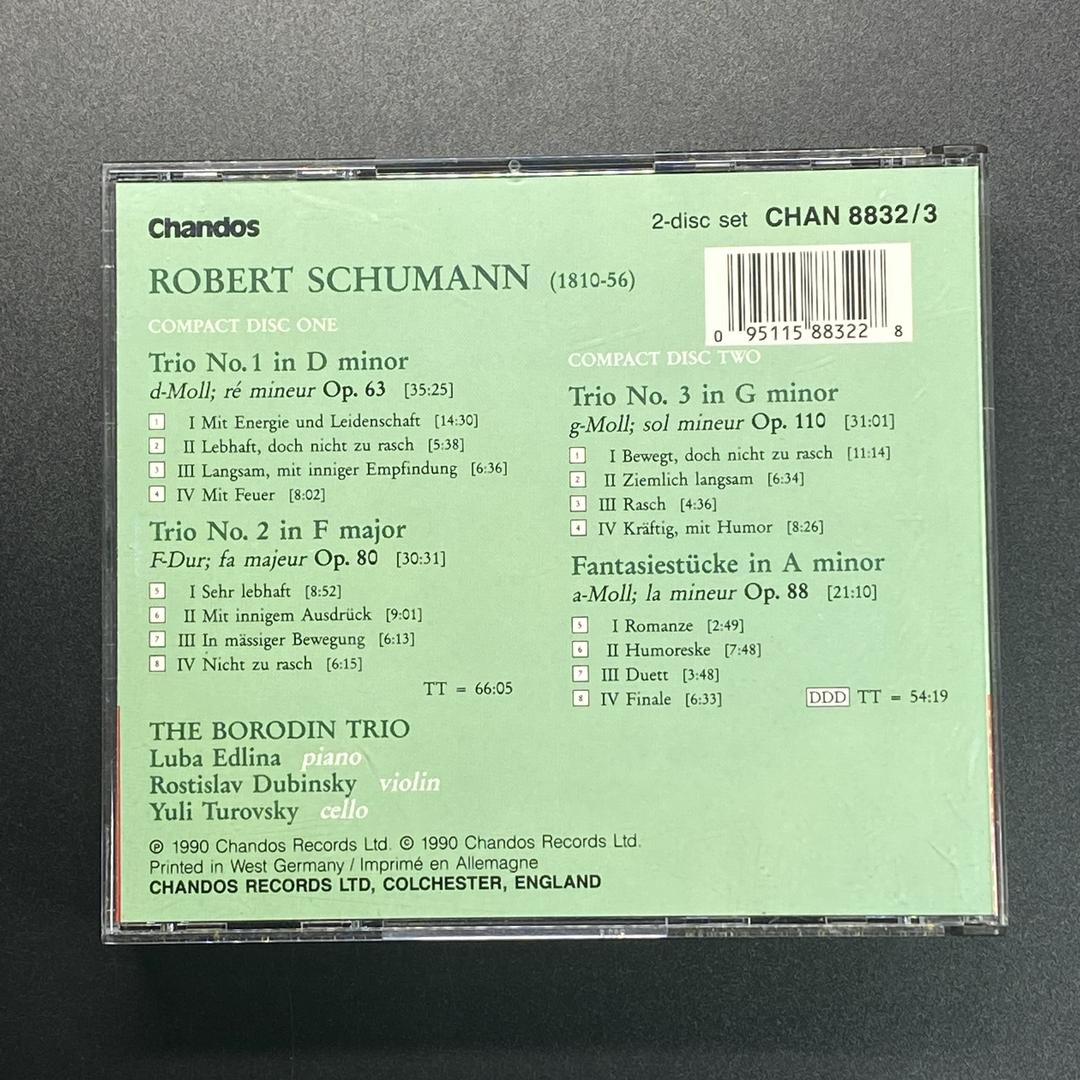 Chandos
2-disc set CHAN 8832/3
ROBERT SCHUMANN (1810-56)
0 95115 88322 8
COMPACT DISC ONE
Trio No. 1 in D minor
d-Moll; ré mineur Op. 63 [35:25]
1 I Mit Energie und Leidenschaft [14:30]
2 II Lebhaft, doch nicht zu rasch [5:38]
3 III Langsam, mit inniger Empfindung [6:36]
4 IV Mit Feuer [8:02]
Trio No. 2 in F major
F-Dur; fa majeur Op. 80 [30:31]
5 I Sehr lebhaft [8:52]
6 II Mit innigem Ausdrück [9:01]
7 III In mässiger Bewegung [6:13]
8 IV Nicht zu rasch [6:15]
TT = 66:05
COMPACT DISC TWO
Trio No. 3 in G minor
g-Moll; sol mineur Op. 110 [31:01]
1 I Bewegt, doch nicht zu rasch [11:14]
2 II Ziemlich langsam [6:34]
3 III Rasch [4:36]
4 IV Kräftig, mit Humor [8:26]
Fantasiestücke in A minor
a-Moll; la mineur Op. 88 [21:10]
5 I Romanze [2:49]
6 II Humoreske [7:48]
7 III Duett [3:48]
8 IV Finale [6:33]
DDD TT = 54:19
THE BORODIN TRIO
Luba Edlina piano
Rostislav Dubinsky violin
Yuli Turovsky cello
℗ 1990 Chandos Records Ltd. © 1990 Chandos Records Ltd.
Printed in West Germany / Imprimé en Allemagne
CHANDOS RECORDS LTD, COLCHESTER, ENGLAND